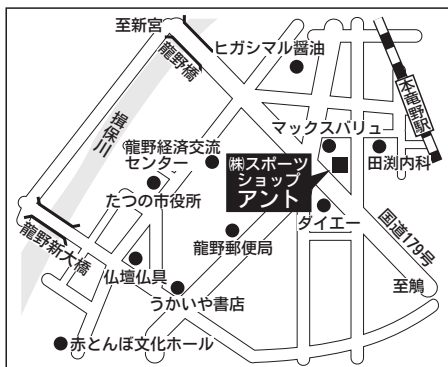 至新宮
龍野橋
ヒガシマル醤油
本竜野駅
揖保川
マックスバリュ
龍野経済交流
センター
田渕内科
㈱スポーツ
ショップ
アント
たつの市役所
ダイエー
国道179号
龍野新大橋
龍野郵便局
至鵤
仏壇仏具
うかいや書店
赤とんぼ文化ホール